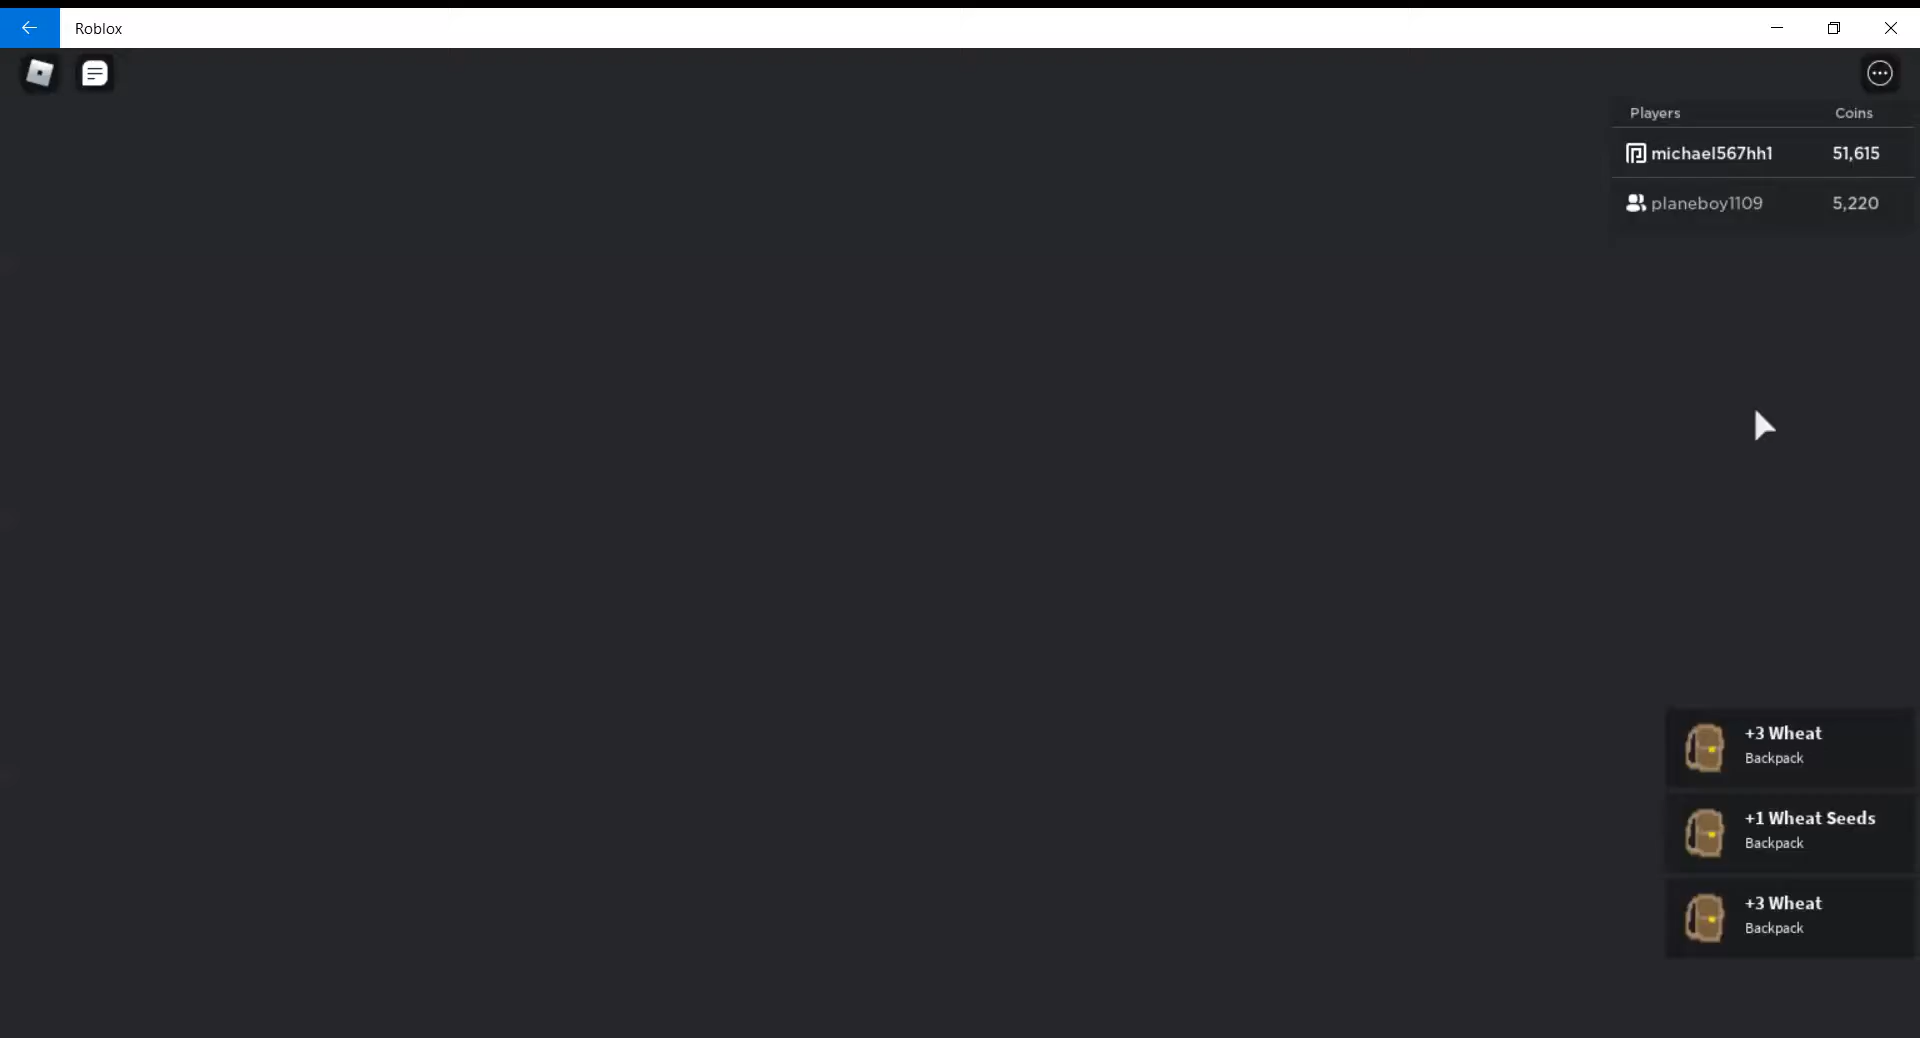 Roblox
Players Coins
michael567hh1 51,615
planeboy1109 5,220
+3 Wheat
Backpack
+1 Wheat Seeds
Backpack
+3 Wheat
Backpack